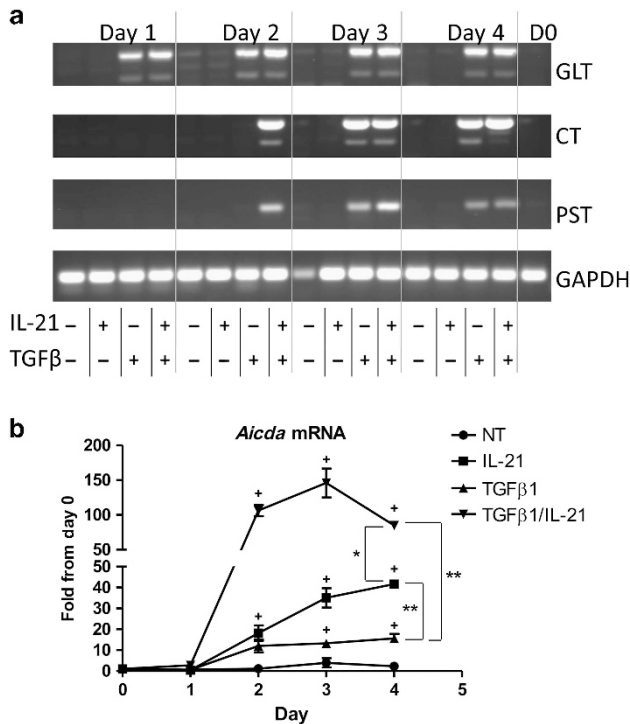 a
Day 1 Day 2 Day 3 Day 4 D0
GLT
CT
PST
GAPDH
IL-21 – + – + – + – + – + – + – + – +
TGFβ – – + + – – + + – – + + – – + +
b
Aicda mRNA
Fold from day 0
200
150
100
50
50
40
30
20
10
0
0 1 2 3 4 5
Day
+ + +
+ + +
+ + +
*
**
**
NT
IL-21
TGFβ1
TGFβ1/IL-21